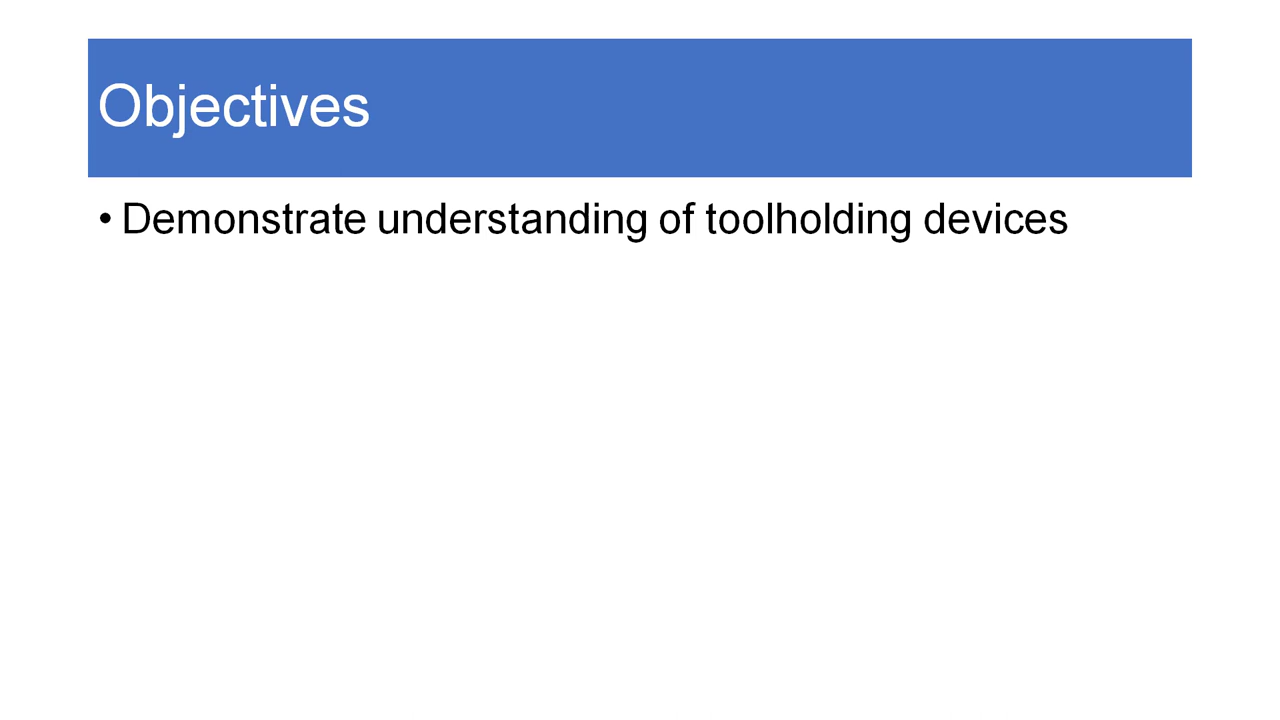 Objectives
• Demonstrate understanding of toolholding devices